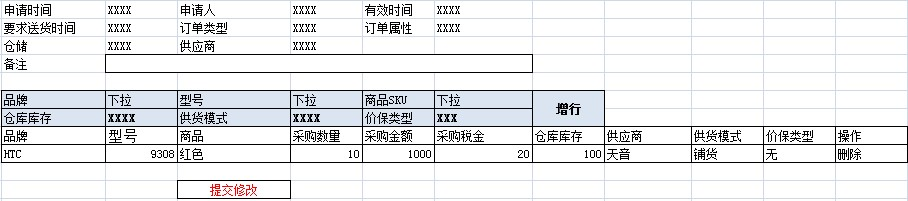 申请时间 XXXX 申请人 XXXX 有效时间 XXXX
要求送货时间 XXXX 订单类型 XXXX 订单属性 XXXX
仓储 XXXX 供应商 XXXX
备注
品牌 下拉 型号 下拉 商品SKU 下拉 增行
仓库库存 XXXX 供货模式 XXXX 价保类型 XXX
品牌 型号 商品 采购数量 采购金额 采购税金 仓库库存 供应商 供货模式 价保类型 操作
HTC 9308 红色 10 1000 20 100 天音 铺货 无 删除
提交修改